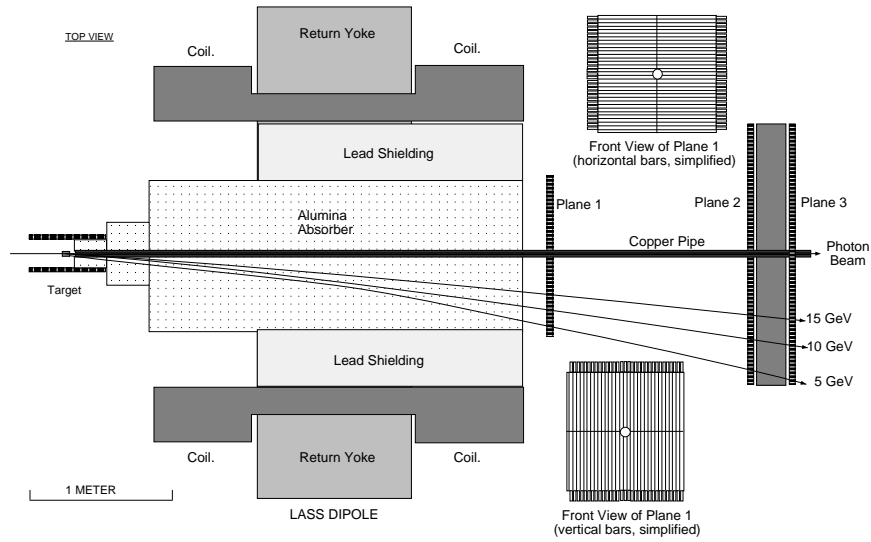 TOP VIEW
Return Yoke
Coil.
Coil.
Lead Shielding
Front View of Plane 1
(horizontal bars, simplified)
Alumina
Absorber
Plane 1
Plane 2
Plane 3
Copper Pipe
Photon
Beam
Target
15 GeV
10 GeV
5 GeV
Lead Shielding
Coil.
Return Yoke
Coil.
1 METER
LASS DIPOLE
Front View of Plane 1
(vertical bars, simplified)